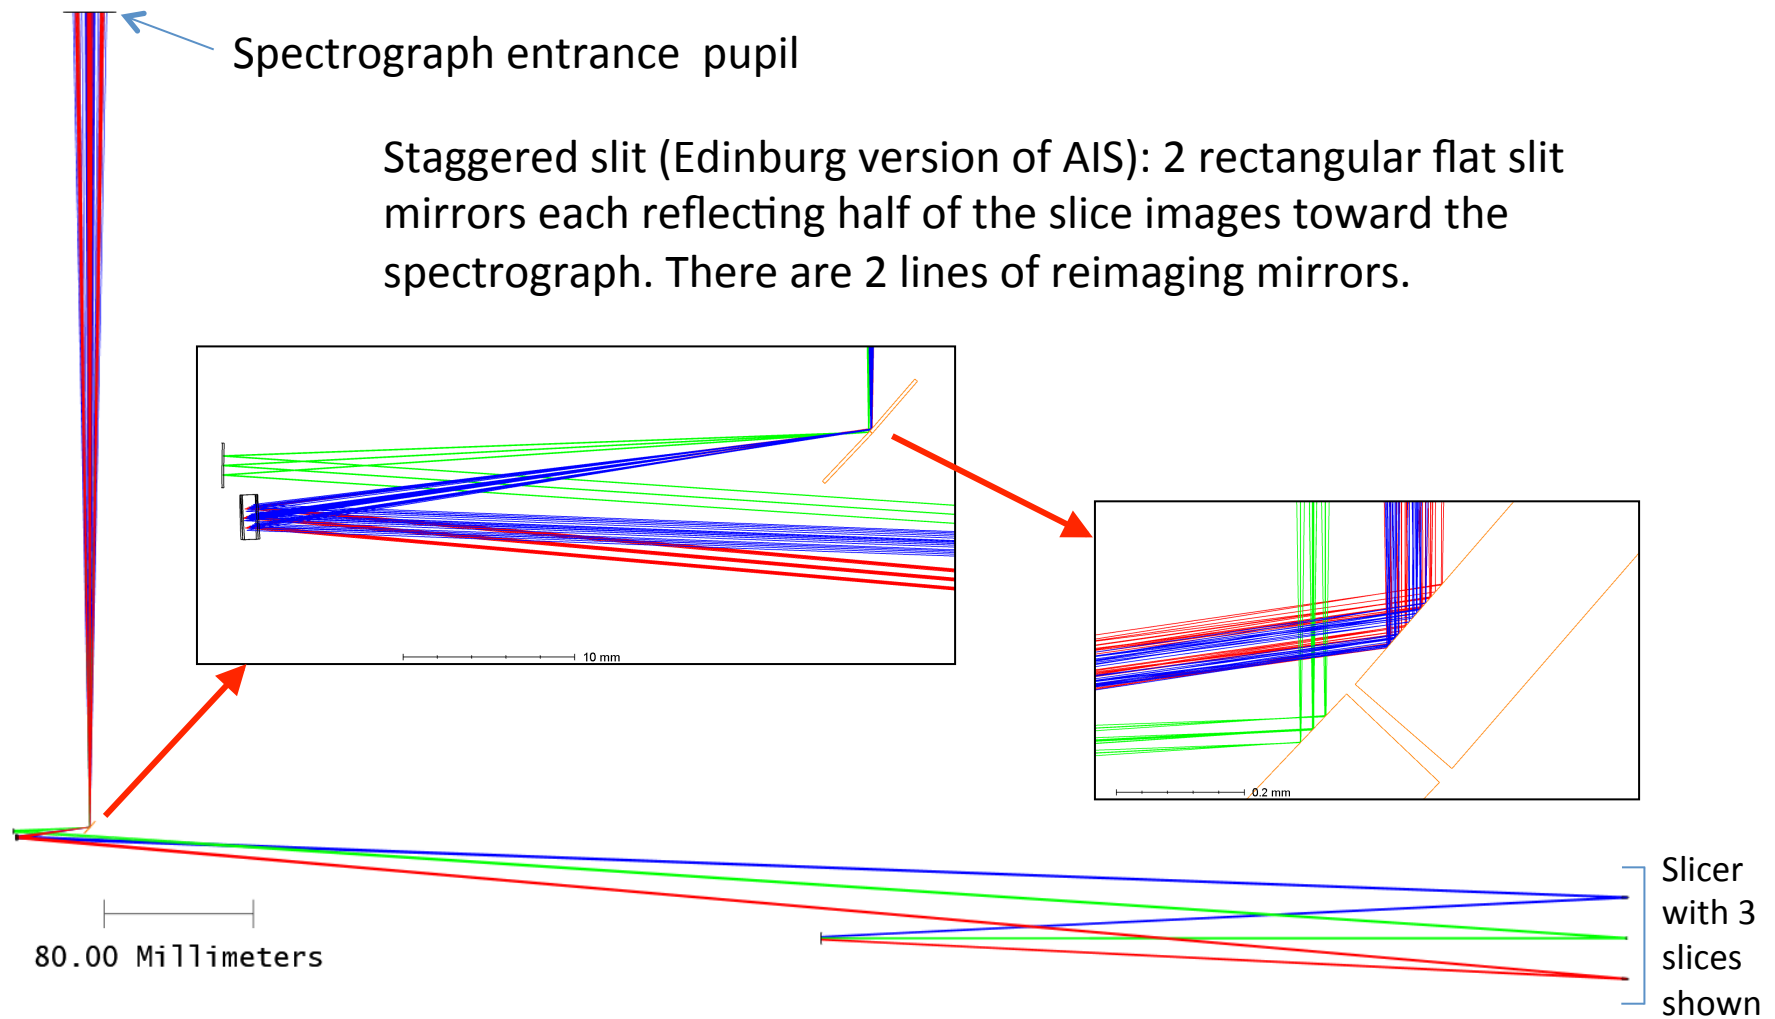 Spectrograph entrance pupil
Staggered slit (Edinburg version of AIS): 2 rectangular flat slit
mirrors each reflecting half of the slice images toward the
spectrograph. There are 2 lines of reimaging mirrors.
10 mm
0.2 mm
Slicer
with 3
slices
shown
80.00 Millimeters